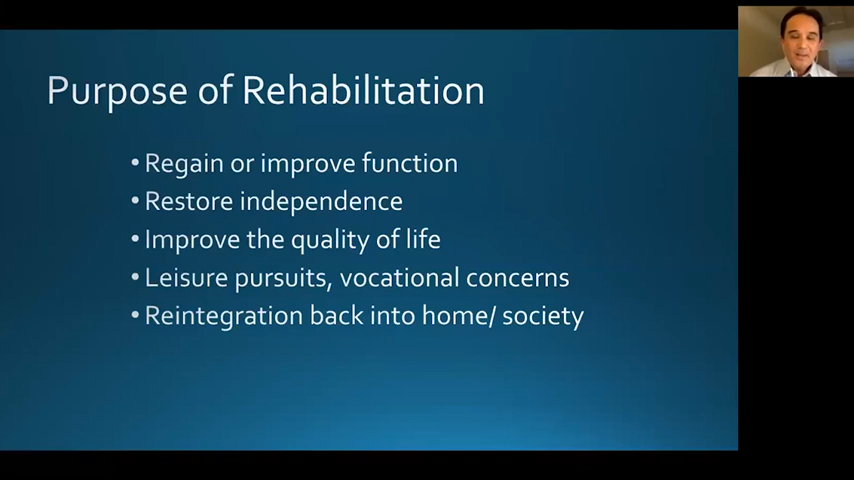 Purpose of Rehabilitation
• Regain or improve function
• Restore independence
• Improve the quality of life
• Leisure pursuits, vocational concerns
• Reintegration back into home/ society